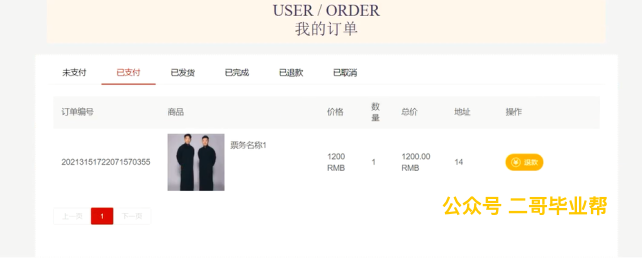 USER / ORDER
我的订单
未支付 已支付 已发货 已完成 已退款 已取消
订单编号 商品 价格 数量 总价 地址 操作
20213151722071570355 票务名称1 1200 RMB 1 1200.00 RMB 14 退款
上一页 1 下一页
公众号 二哥毕业帮